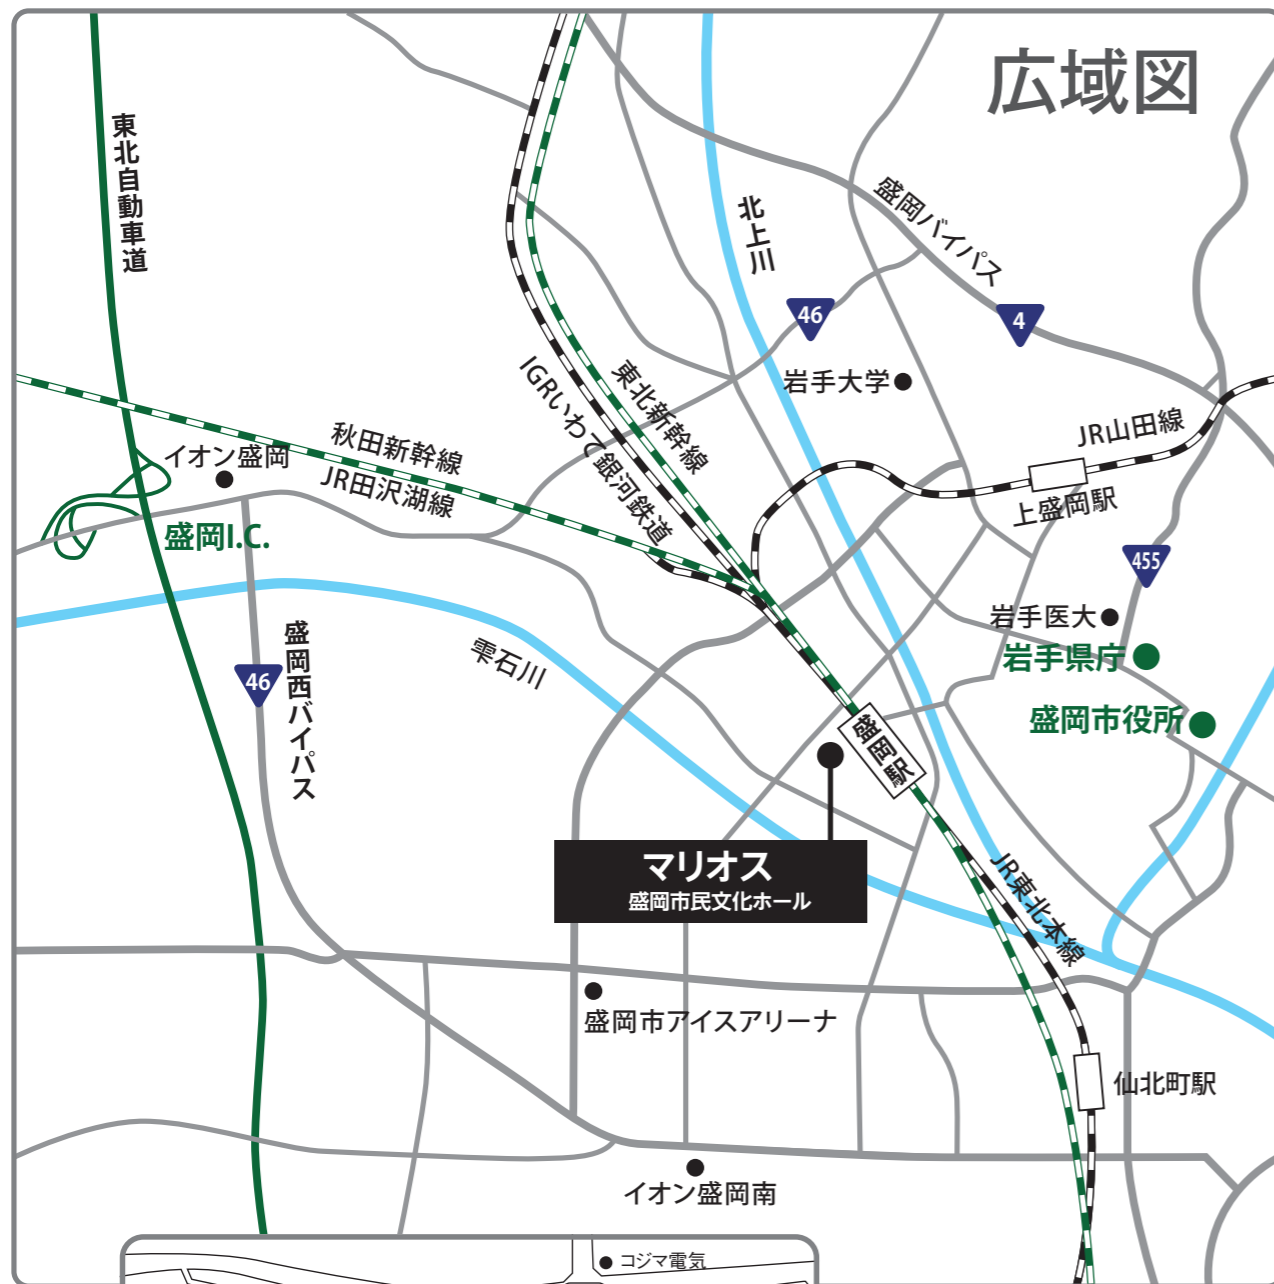 広域図
東北自動車道
北上川
盛岡バイパス
46
4
岩手大学
東北新幹線
IGRいわて銀河鉄道
JR山田線
秋田新幹線
JR田沢湖線
イオン盛岡
上盛岡駅
盛岡I.C.
455
岩手医大
岩手県庁
盛岡西バイパス
雫石川
46
盛岡市役所
盛岡駅
マリオス
盛岡市民文化ホール
JR東北本線
盛岡市アイスアリーナ
仙北町駅
イオン盛岡南
コジマ電気